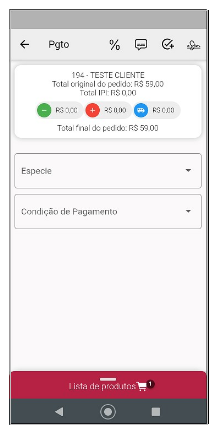 Pgto
194 - TESTE CLIENTE
Total original do pedido: R$ 59,00
Total IPI: R$ 0,00
R$ 0,00 R$ 0,00 R$ 0,00
Total final do pedido: R$ 59,00
Especie
Condição de Pagamento
Lista de produtos 1